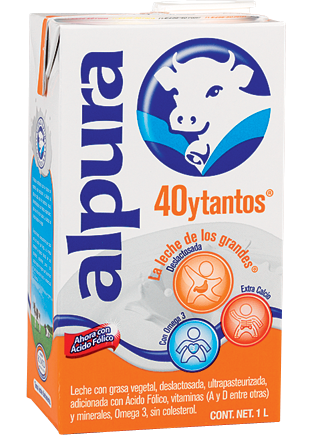 alpura
40ytantos®
La leche de los grandes®
Deslactosada
Extra Calcio
Con Omega 3
Ahora con
Ácido Fólico
Leche con grasa vegetal, deslactosada, ultrapasteurizada,
adicionada con Ácido Fólico, vitaminas (A y D entre otras)
y minerales, Omega 3, sin colesterol.
CONT. NET. 1 L